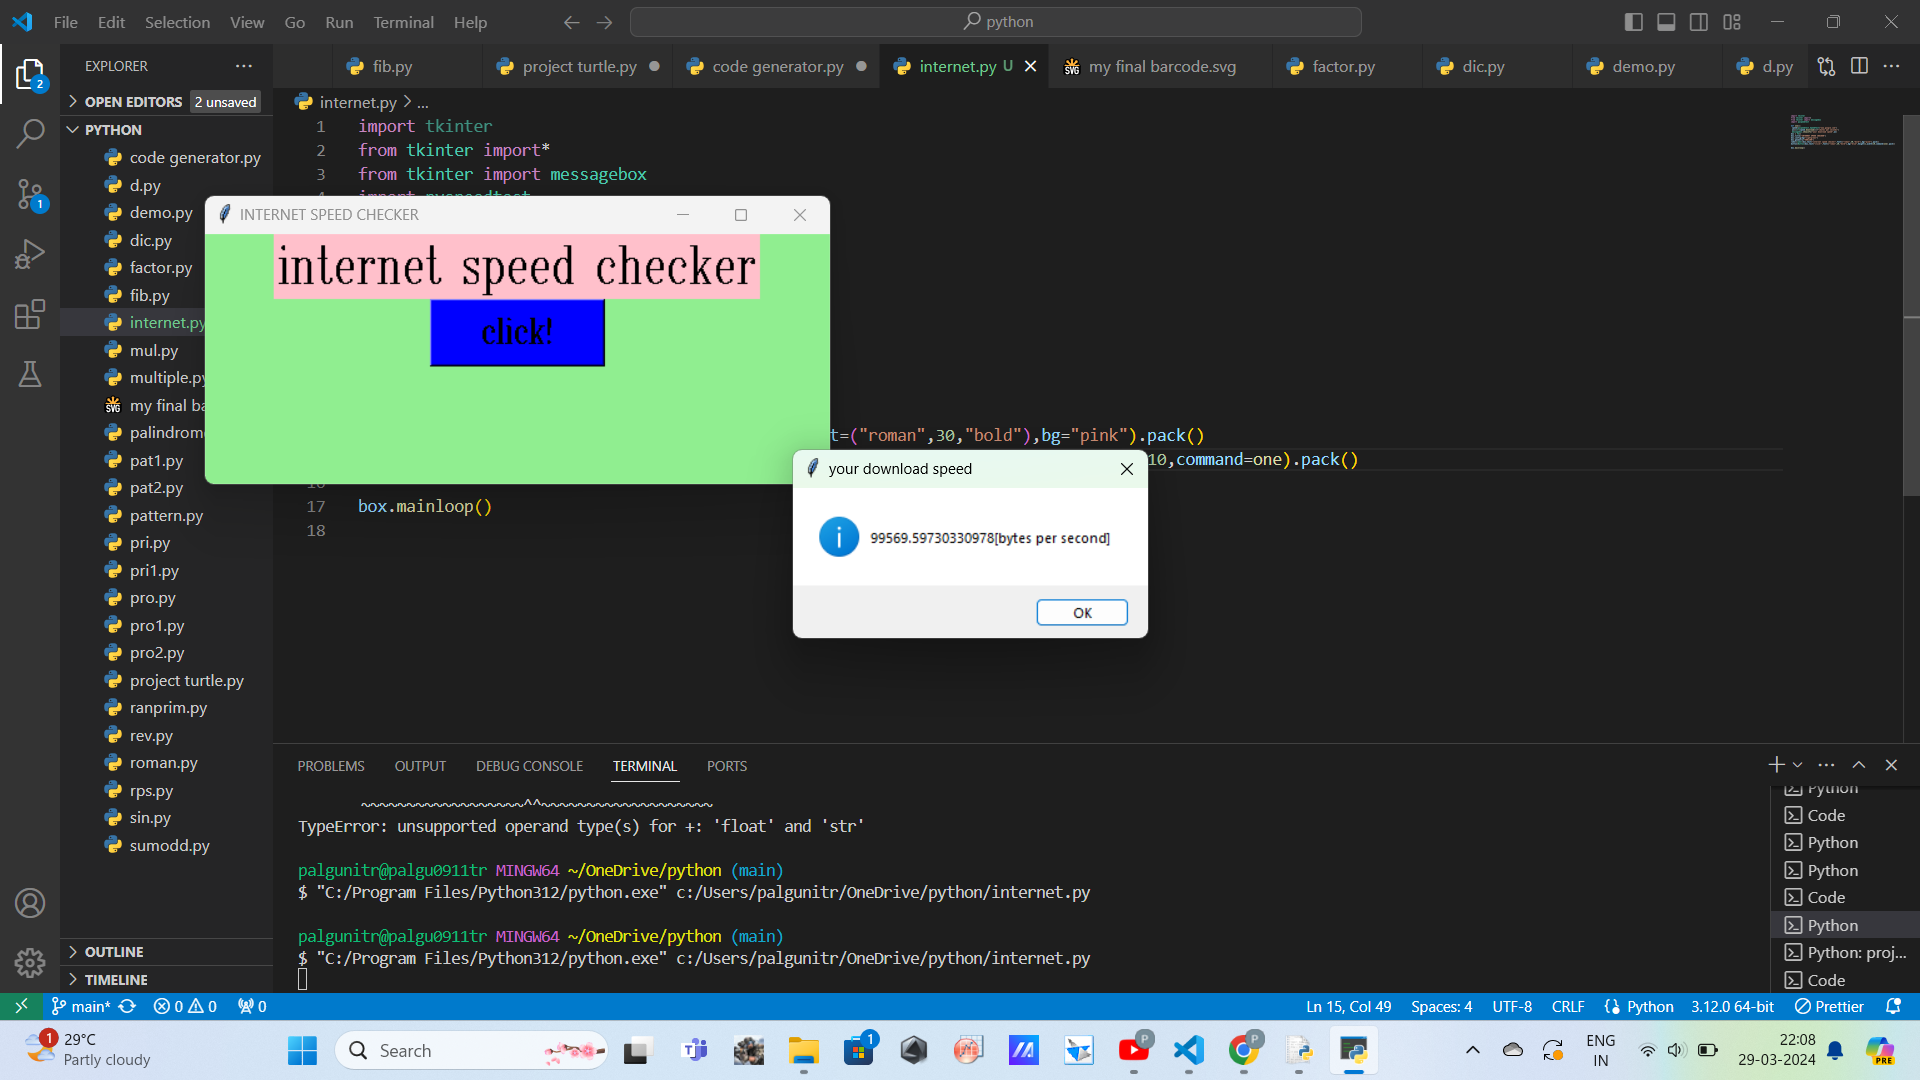 File Edit Selection View Go Run Terminal Help
python
EXPLORER
fib.py
project turtle.py
code generator.py
internet.py U
my final barcode.svg
factor.py
dic.py
demo.py
d.py
OPEN EDITORS 2 unsaved
PYTHON
code generator.py
d.py
demo.py
dic.py
factor.py
fib.py
internet.py
mul.py
multiple.py
my final ba
palindrom
pat1.py
pat2.py
pattern.py
pri.py
pri1.py
pro.py
pro1.py
pro2.py
project turtle.py
ranprim.py
rev.py
roman.py
rps.py
sin.py
sumodd.py
OUTLINE
TIMELINE
internet.py > ...
1 import tkinter
2 from tkinter import*
3 from tkinter import messagebox
t=("roman",30,"bold"),bg="pink").pack()
10,command=one).pack()
17 box.mainloop()
18
INTERNET SPEED CHECKER
internet speed checker
click!
your download speed
99569.59730330978[bytes per second]
OK
PROBLEMS OUTPUT DEBUG CONSOLE TERMINAL PORTS
~~~~~~~~~~~~~~~~~~^^~~~~~~~~~~~~~~~~~~~
TypeError: unsupported operand type(s) for +: 'float' and 'str'
palgunitr@palgu0911tr MINGW64 ~/OneDrive/python (main)
$ "C:/Program Files/Python312/python.exe" c:/Users/palgunitr/OneDrive/python/internet.py
palgunitr@palgu0911tr MINGW64 ~/OneDrive/python (main)
$ "C:/Program Files/Python312/python.exe" c:/Users/palgunitr/OneDrive/python/internet.py
Python
Code
Python
Python
Code
Python
Python: proj...
Code
main* 0 0 0
Ln 15, Col 49 Spaces: 4 UTF-8 CRLF Python 3.12.0 64-bit Prettier
29°C
Partly cloudy
Search
ENG
IN
22:08
29-03-2024